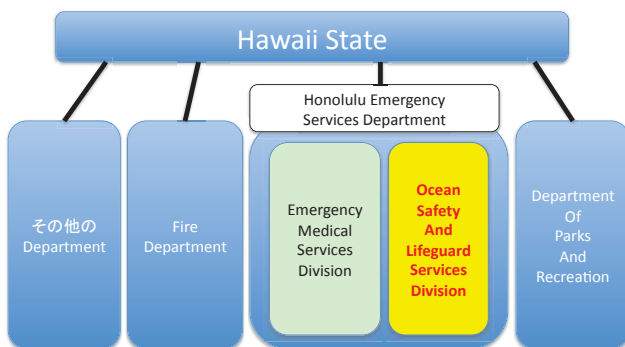 Hawaii State
Honolulu Emergency
Services Department
その他の
Department
Fire
Department
Emergency
Medical
Services
Division
Ocean
Safety
And
Lifeguard
Services
Division
Department
Of
Parks
And
Recreation